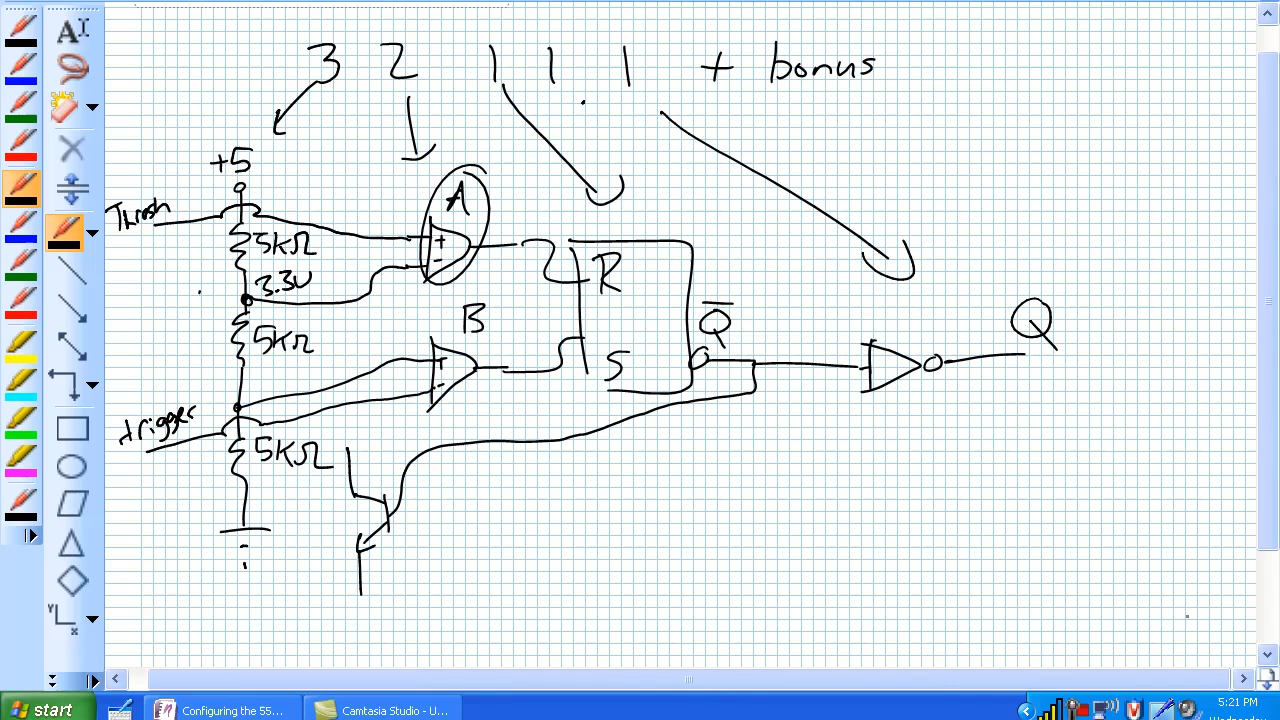 3 2 1 1 1 + bonus
+5
Thresh
A
5kΩ
+
-
R
3.3V
B
Q̅
Q
5kΩ
+
-
S
trigger
5kΩ
start
Configuring the 55...
Camtasia Studio - U...
5:21 PM
Wednesday